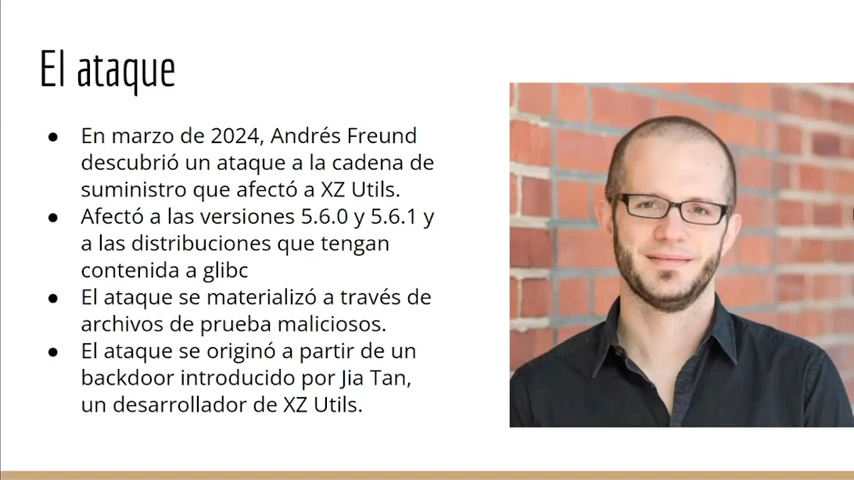 El ataque
● En marzo de 2024, Andrés Freund
descubrió un ataque a la cadena de
suministro que afectó a XZ Utils.
● Afectó a las versiones 5.6.0 y 5.6.1 y
a las distribuciones que tengan
contenida a glibc
● El ataque se materializó a través de
archivos de prueba maliciosos.
● El ataque se originó a partir de un
backdoor introducido por Jia Tan,
un desarrollador de XZ Utils.